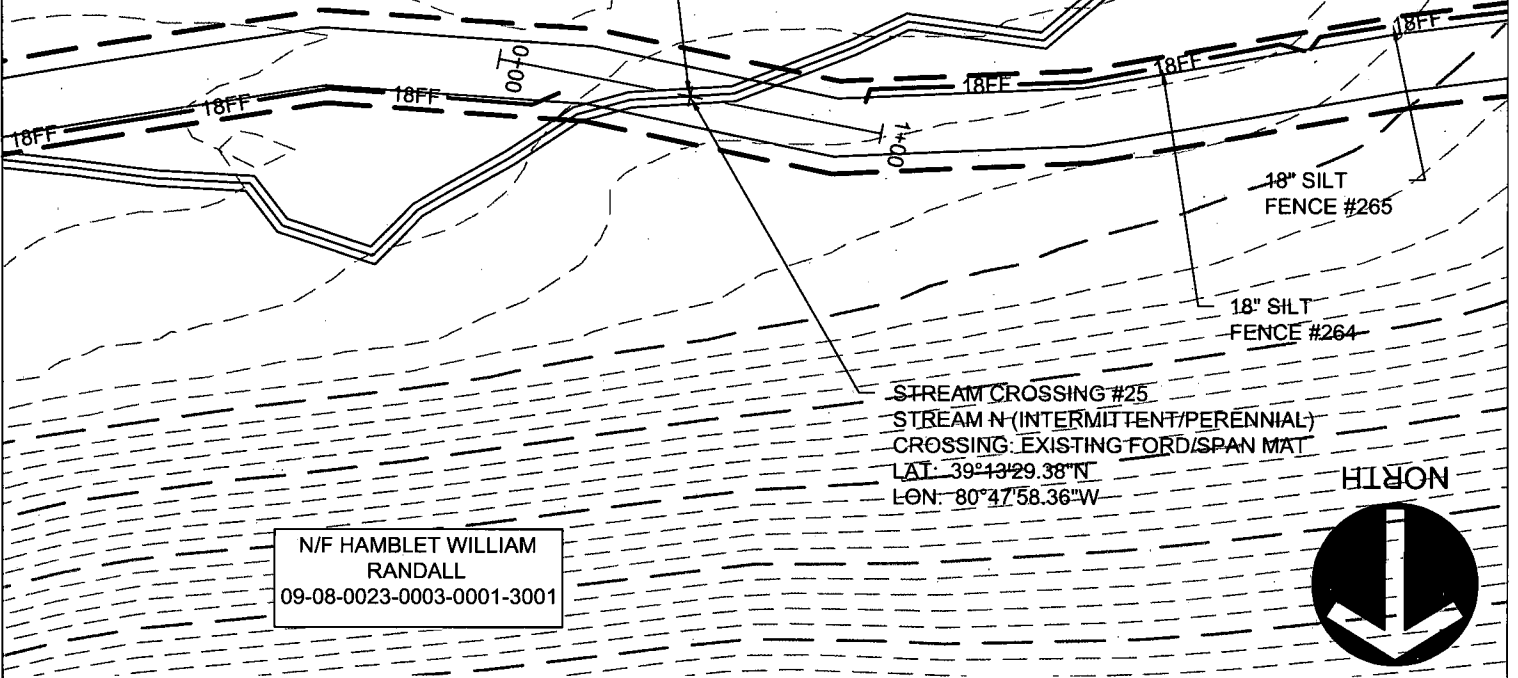 0+00
18FF
18FF
18FF
18FF
18FF
18FF
1+00
18" SILT
FENCE #265
18" SILT
FENCE #264
STREAM CROSSING #25
STREAM N (INTERMITTENT/PERENNIAL)
CROSSING: EXISTING FORD/SPAN MAT
LAT: 39°13'29.38"N
LON: 80°47'58.36"W
NORTH
N/F HAMBLET WILLIAM
RANDALL
09-08-0023-0003-0001-3001